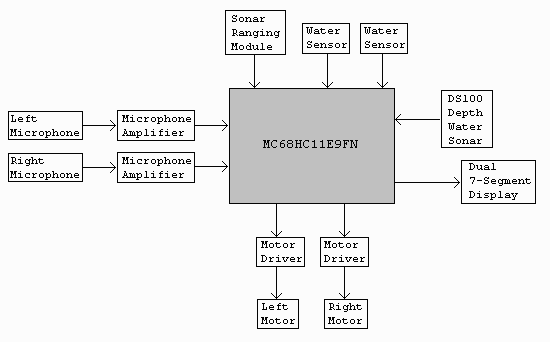 Sonar
Ranging
Module
Water
Sensor
Water
Sensor
Left
Microphone
Microphone
Amplifier
DS100
Depth
Water
Sonar
MC68HC11E9FN
Right
Microphone
Microphone
Amplifier
Dual
7-Segment
Display
Motor
Driver
Motor
Driver
Left
Motor
Right
Motor